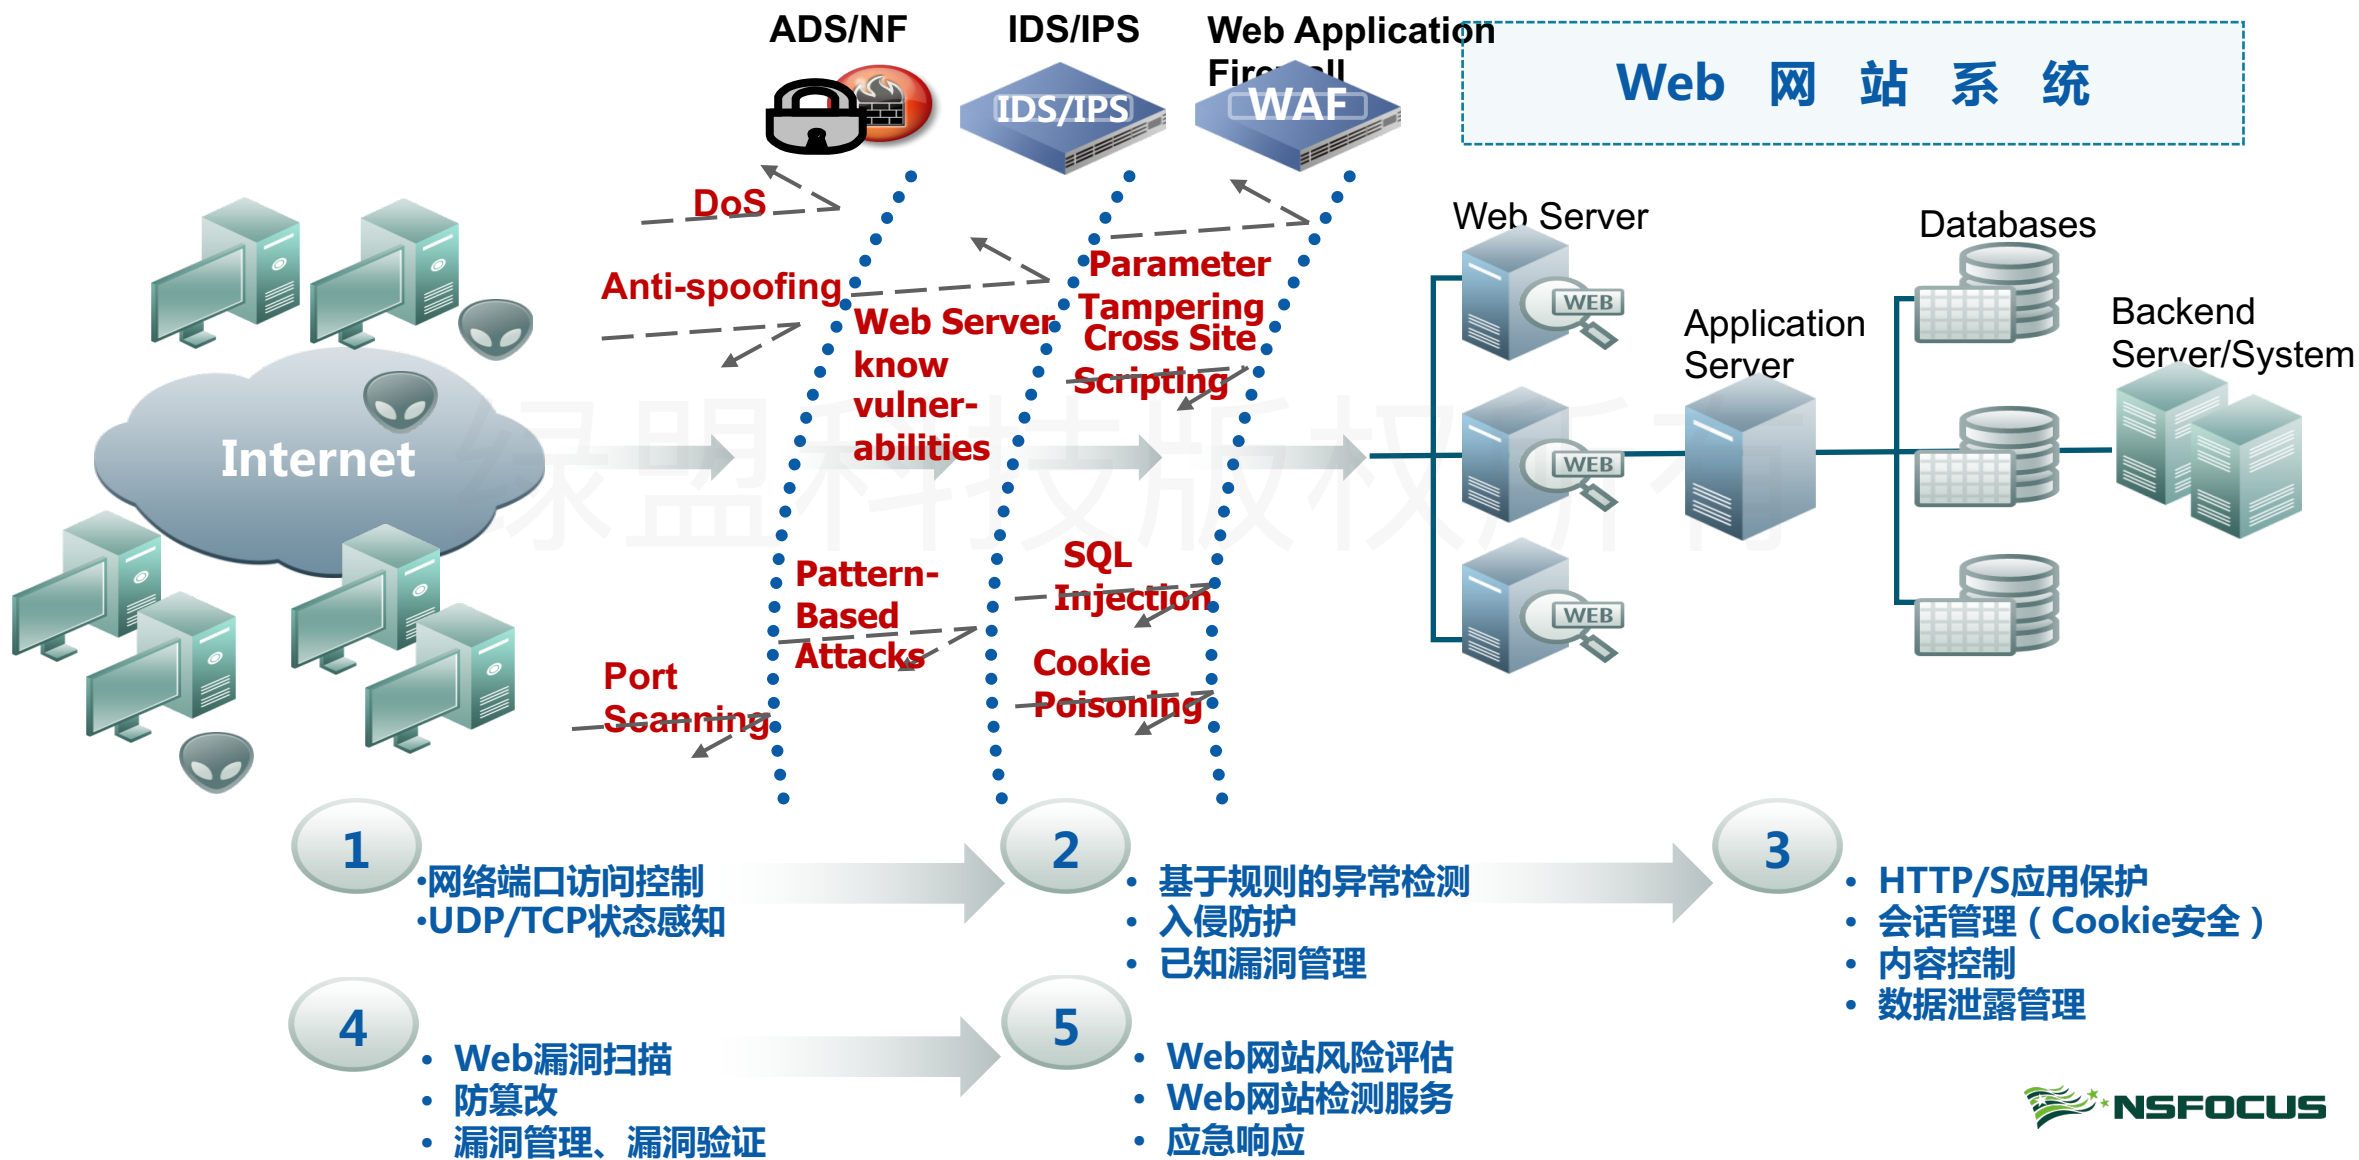 ADS/NF
IDS/IPS
Web Application
Firewall
IDS/IPS
WAF
Web 网 站 系 统
DoS
Anti-spoofing
Web Server
know
vulner-
abilities
Parameter
Tampering
Cross Site
Scripting
Web Server
WEB
WEB
WEB
Application
Server
Databases
Backend
Server/System
Internet
绿盟科技版权所有
Pattern-
Based
Attacks
SQL
Injection
Cookie
Poisoning
Port
Scanning
1
•网络端口访问控制
•UDP/TCP状态感知
2
• 基于规则的异常检测
• 入侵防护
• 已知漏洞管理
3
• HTTP/S应用保护
• 会话管理（Cookie安全）
• 内容控制
• 数据泄露管理
4
• Web漏洞扫描
• 防篡改
• 漏洞管理、漏洞验证
5
• Web网站风险评估
• Web网站检测服务
• 应急响应
NSFOCUS